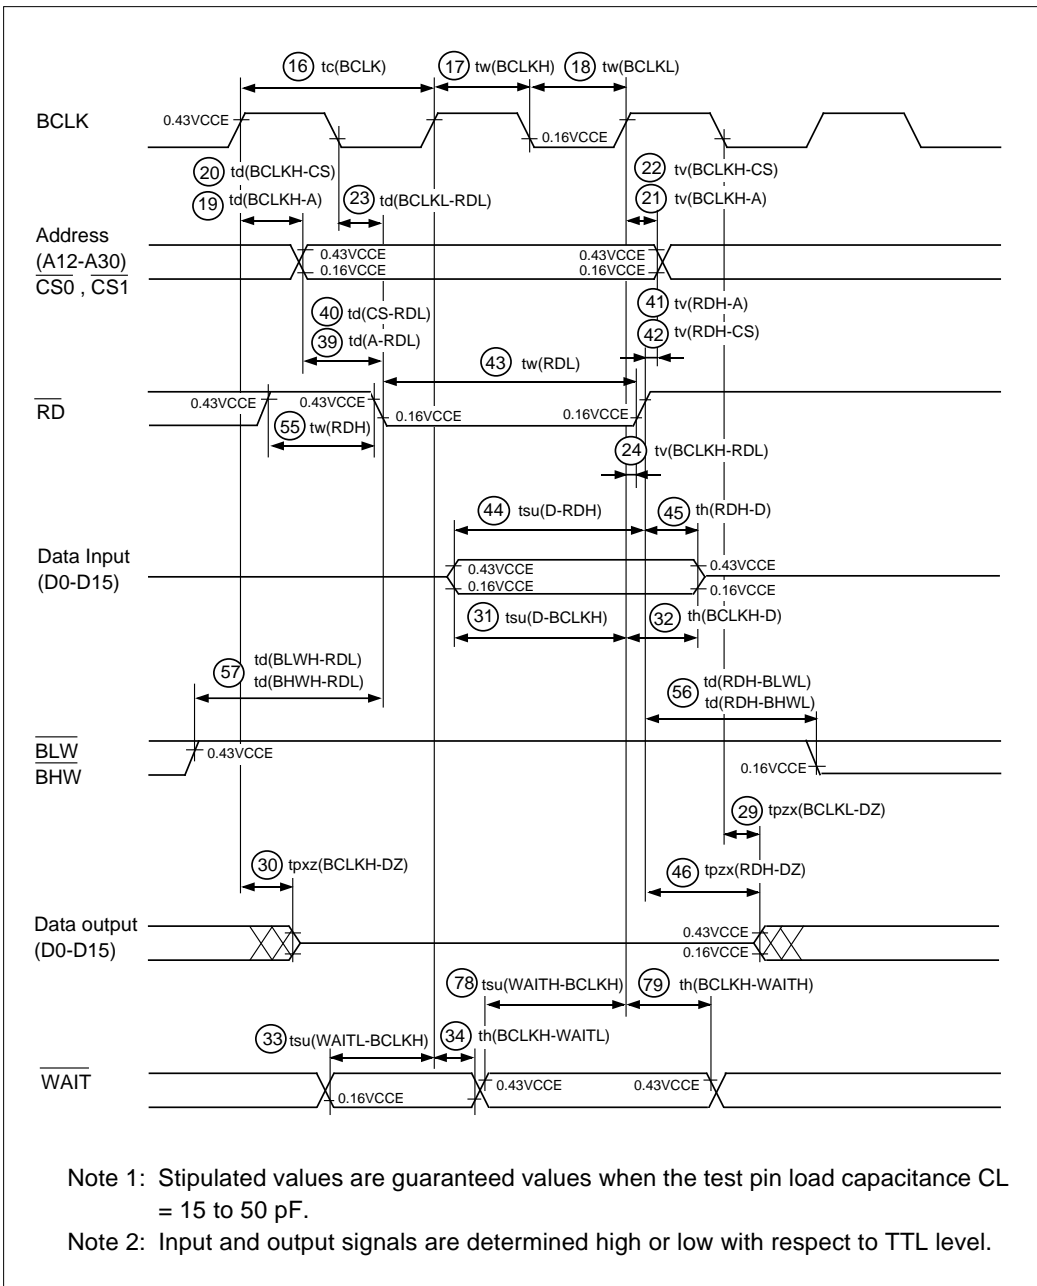 16 tc(BCLK)
17 tw(BCLKH)
18 tw(BCLKL)
BCLK
0.43VCCE
0.16VCCE
20 td(BCLKH-CS)
19 td(BCLKH-A)
23 td(BCLKL-RDL)
22 tv(BCLKH-CS)
21 tv(BCLKH-A)
Address
(A12-A30)
CS0 , CS1
0.43VCCE
0.16VCCE
0.43VCCE
0.16VCCE
40 td(CS-RDL)
39 td(A-RDL)
41 tv(RDH-A)
42 tv(RDH-CS)
43 tw(RDL)
RD
0.43VCCE
0.43VCCE
0.16VCCE
0.16VCCE
55 tw(RDH)
24 tv(BCLKH-RDL)
44 tsu(D-RDH)
45 th(RDH-D)
Data Input
(D0-D15)
0.43VCCE
0.16VCCE
0.43VCCE
0.16VCCE
31 tsu(D-BCLKH)
32 th(BCLKH-D)
57 td(BLWH-RDL)
td(BHWH-RDL)
56 td(RDH-BLWL)
td(RDH-BHWL)
BLW
BHW
0.43VCCE
0.16VCCE
29 tpzx(BCLKL-DZ)
30 tpxz(BCLKH-DZ)
46 tpzx(RDH-DZ)
Data output
(D0-D15)
0.43VCCE
0.16VCCE
78 tsu(WAITH-BCLKH)
79 th(BCLKH-WAITH)
33 tsu(WAITL-BCLKH)
34 th(BCLKH-WAITL)
WAIT
0.16VCCE
0.43VCCE
0.43VCCE
Note 1: Stipulated values are guaranteed values when the test pin load capacitance CL
= 15 to 50 pF.
Note 2: Input and output signals are determined high or low with respect to TTL level.